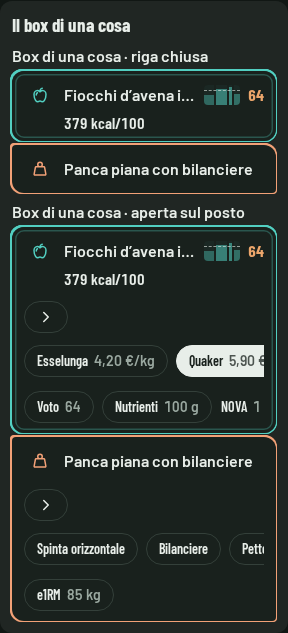 Il box di una cosa
Box di una cosa · riga chiusa
Fiocchi d’avena i… 64
379 kcal/100
Panca piana con bilanciere
Box di una cosa · aperta sul posto
Fiocchi d’avena i… 64
379 kcal/100
Esselunga 4,20 €/kg Quaker 5,90 €
Voto 64 Nutrienti 100 g NOVA 1
Panca piana con bilanciere
Spinta orizzontale Bilanciere Petto
e1RM 85 kg